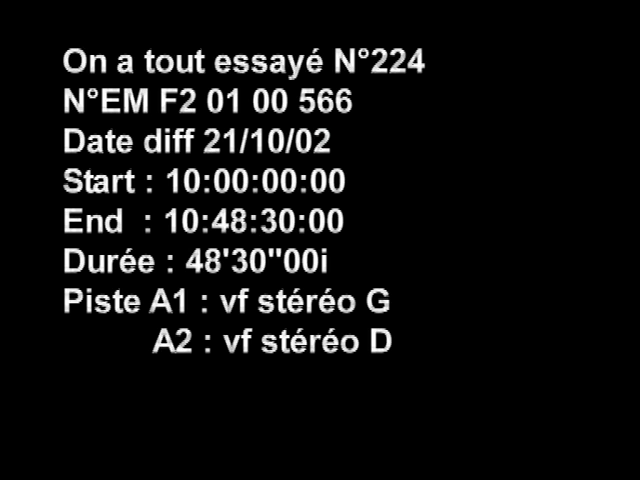 On a tout essayé N°224
N°EM F2 01 00 566
Date diff 21/10/02
Start : 10:00:00:00
End : 10:48:30:00
Durée : 48'30"00i
Piste A1 : vf stéréo G
A2 : vf stéréo D